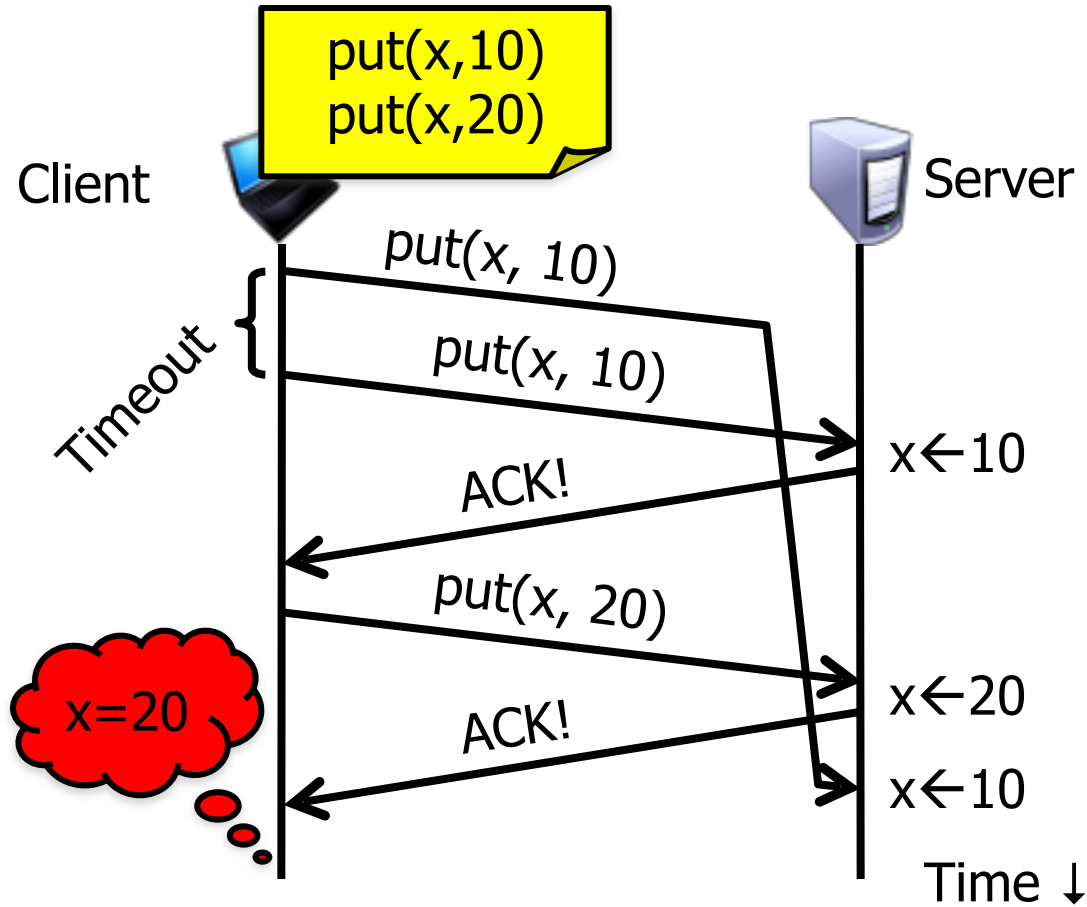 put(x,10)
put(x,20)
Client
Server
put(x, 10)
Timeout
put(x, 10)
x←10
ACK!
put(x, 20)
x=20
x←20
ACK!
x←10
Time ↓